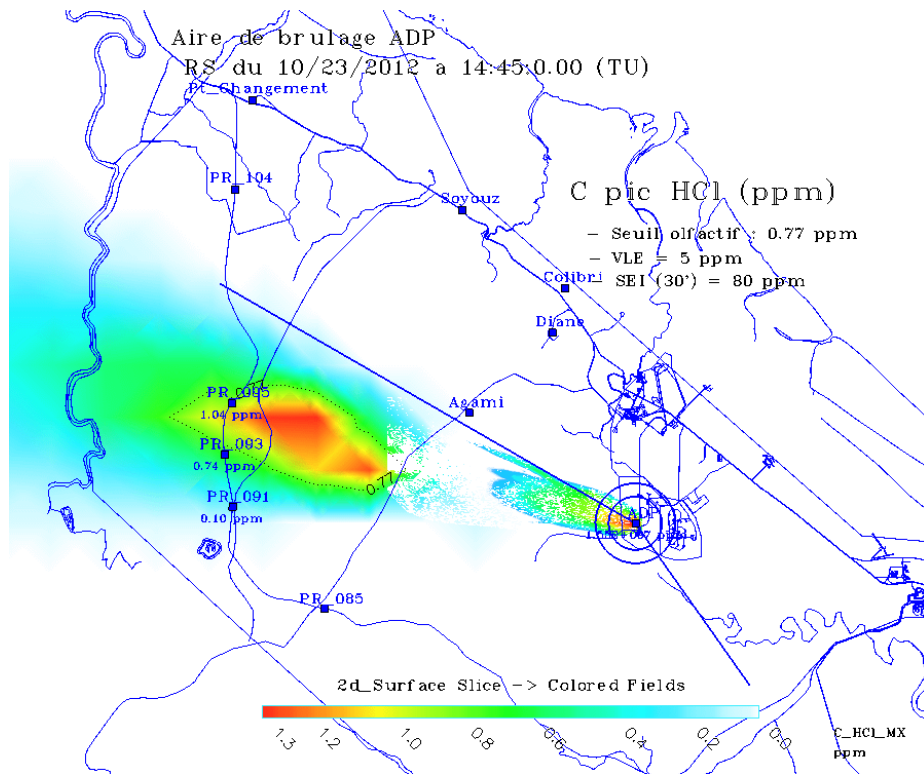 Aire de brulage ADP
RS du 10/23/2012 a 14:45:0.00 (TU)
Pt_Changement
PR_104
Soyouz
C pic HCl (ppm)
– Seuil olfactif : 0.77 ppm
– VLE = 5 ppm
– SEI (30') = 80 ppm
Colibri
Diane
0.77
PR_095
1.04 ppm
Agami
PR_093
0.74 ppm
0.77
PR_091
0.10 ppm
ADP
PR_085
2d_Surface Slice -> Colored Fields
1.3 1.2 1.0 0.8 0.6 0.4 0.2 0.0
C_HCl_MX
ppm